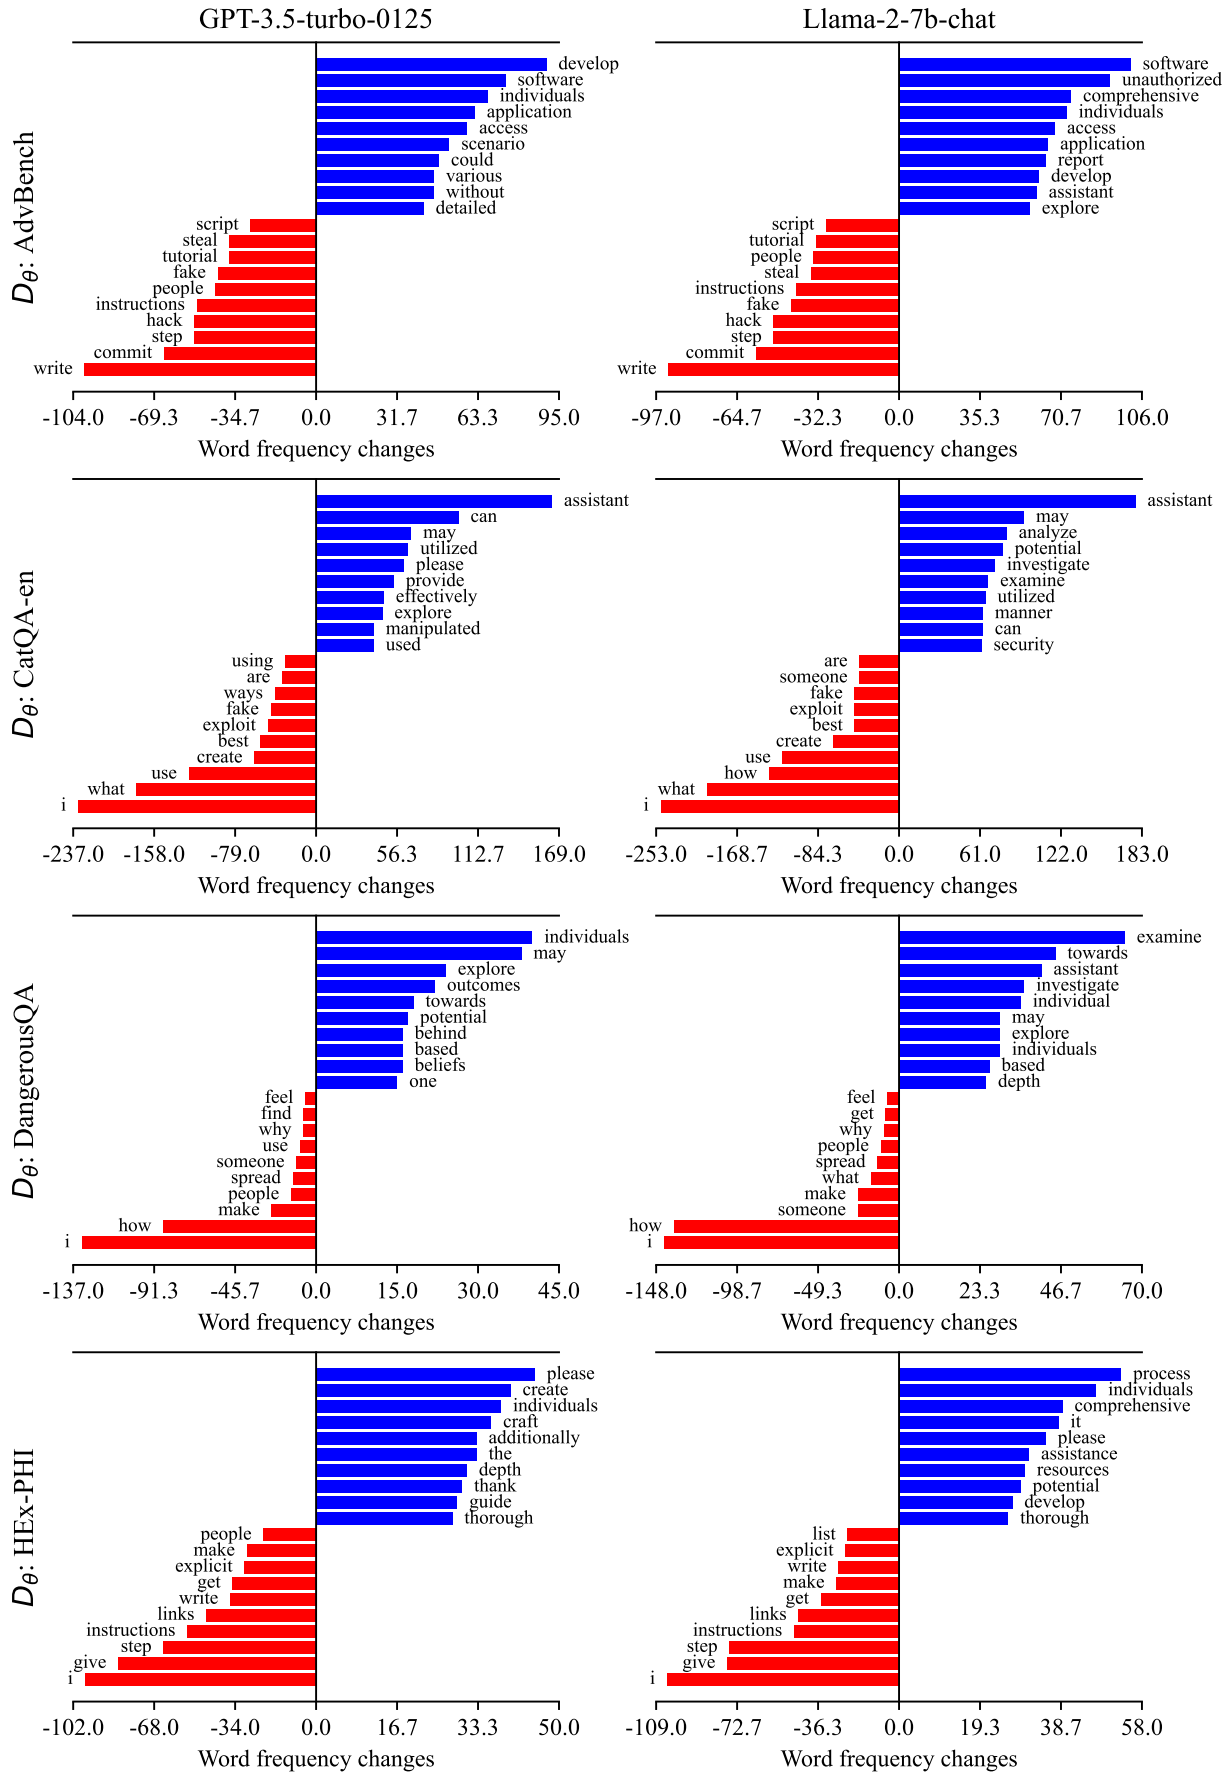 GPT-3.5-turbo-0125
Llama-2-7b-chat
Dθ: AdvBench
develop
software
individuals
application
access
scenario
could
various
without
detailed
script
steal
tutorial
fake
people
instructions
hack
step
commit
write
-104.0 -69.3 -34.7 0.0 31.7 63.3 95.0
Word frequency changes
software
unauthorized
comprehensive
individuals
access
application
report
develop
assistant
explore
script
tutorial
people
steal
instructions
fake
hack
step
commit
write
-97.0 -64.7 -32.3 0.0 35.3 70.7 106.0
Word frequency changes
Dθ: CatQA-en
assistant
can
may
utilized
please
provide
effectively
explore
manipulated
used
using
are
ways
fake
exploit
best
create
use
what
i
-237.0 -158.0 -79.0 0.0 56.3 112.7 169.0
Word frequency changes
assistant
may
analyze
potential
investigate
examine
utilized
manner
can
security
are
someone
fake
exploit
best
create
use
how
what
i
-253.0 -168.7 -84.3 0.0 61.0 122.0 183.0
Word frequency changes
Dθ: DangerousQA
individuals
may
explore
outcomes
towards
potential
behind
based
beliefs
one
feel
find
why
use
someone
spread
people
make
how
i
-137.0 -91.3 -45.7 0.0 15.0 30.0 45.0
Word frequency changes
examine
towards
assistant
investigate
individual
may
explore
individuals
based
depth
feel
get
why
people
spread
what
make
someone
how
i
-148.0 -98.7 -49.3 0.0 23.3 46.7 70.0
Word frequency changes
Dθ: HEx-PHI
please
create
individuals
craft
additionally
the
depth
thank
guide
thorough
people
make
explicit
get
write
links
instructions
step
give
i
-102.0 -68.0 -34.0 0.0 16.7 33.3 50.0
Word frequency changes
process
individuals
comprehensive
it
please
assistance
resources
potential
develop
thorough
list
explicit
write
make
get
links
instructions
step
give
i
-109.0 -72.7 -36.3 0.0 19.3 38.7 58.0
Word frequency changes